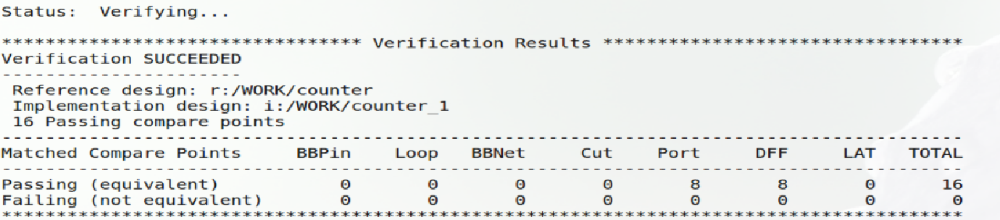 Status:  Verifying...
********************************* Verification Results *********************************
Verification SUCCEEDED
----------------------
 Reference design: r:/WORK/counter
 Implementation design: i:/WORK/counter_1
 16 Passing compare points
----------------------------------------------------------------------------------------
Matched Compare Points     BBPin    Loop   BBNet     Cut    Port     DFF     LAT   TOTAL
----------------------------------------------------------------------------------------
Passing (equivalent)           0       0       0       0       8       8       0      16
Failing (not equivalent)       0       0       0       0       0       0       0       0
****************************************************************************************